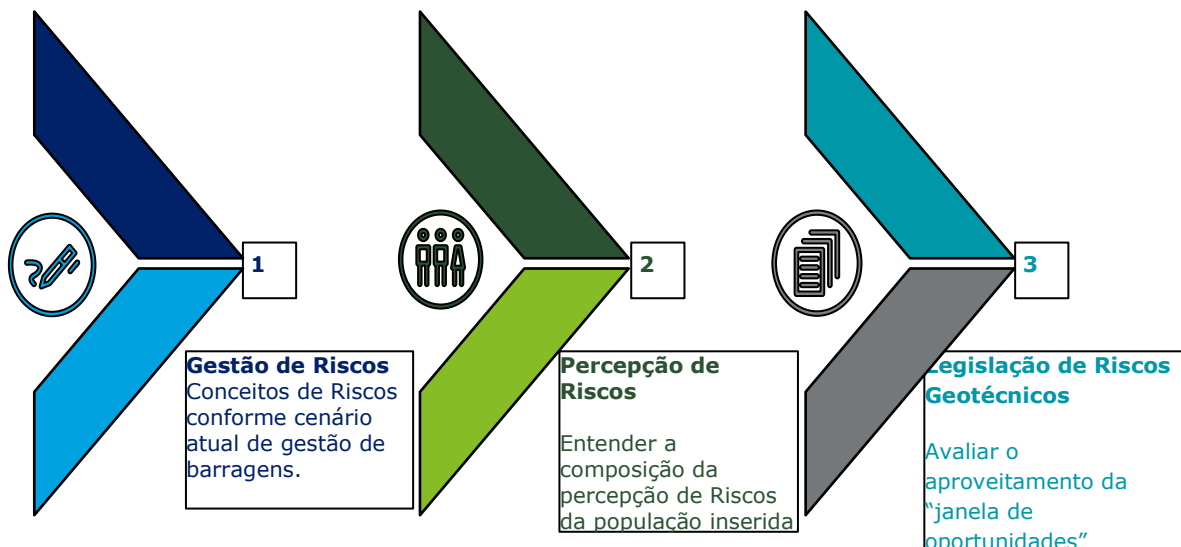 1
Gestão de Riscos
Conceitos de Riscos
conforme cenário
atual de gestão de
barragens.
2
Percepção de
Riscos
Entender a
composição da
percepção de Riscos
da população inserida
3
Legislação de Riscos
Geotécnicos
Avaliar o
aproveitamento da
“janela de
oportunidades”